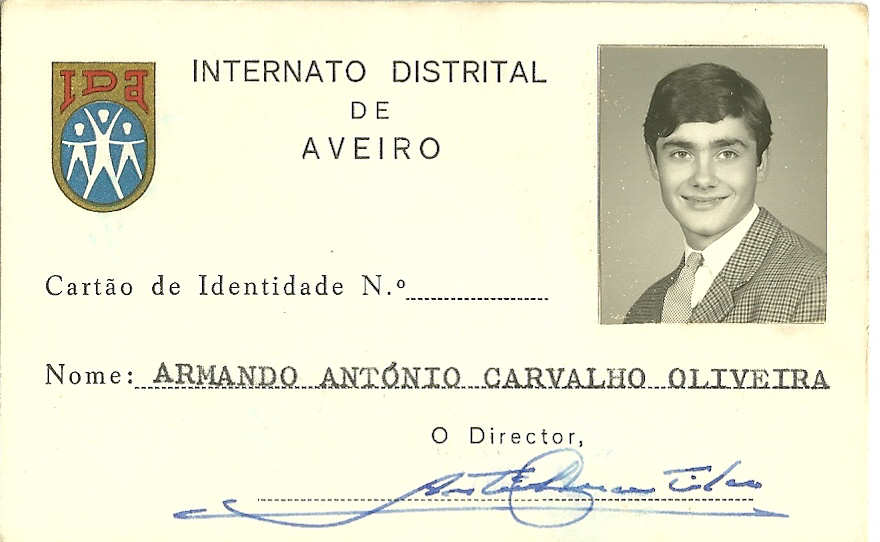 IDA
INTERNATO DISTRITAL
DE
AVEIRO
Cartão de Identidade N.º
Nome: ARMANDO ANTÓNIO CARVALHO OLIVEIRA
O Director,